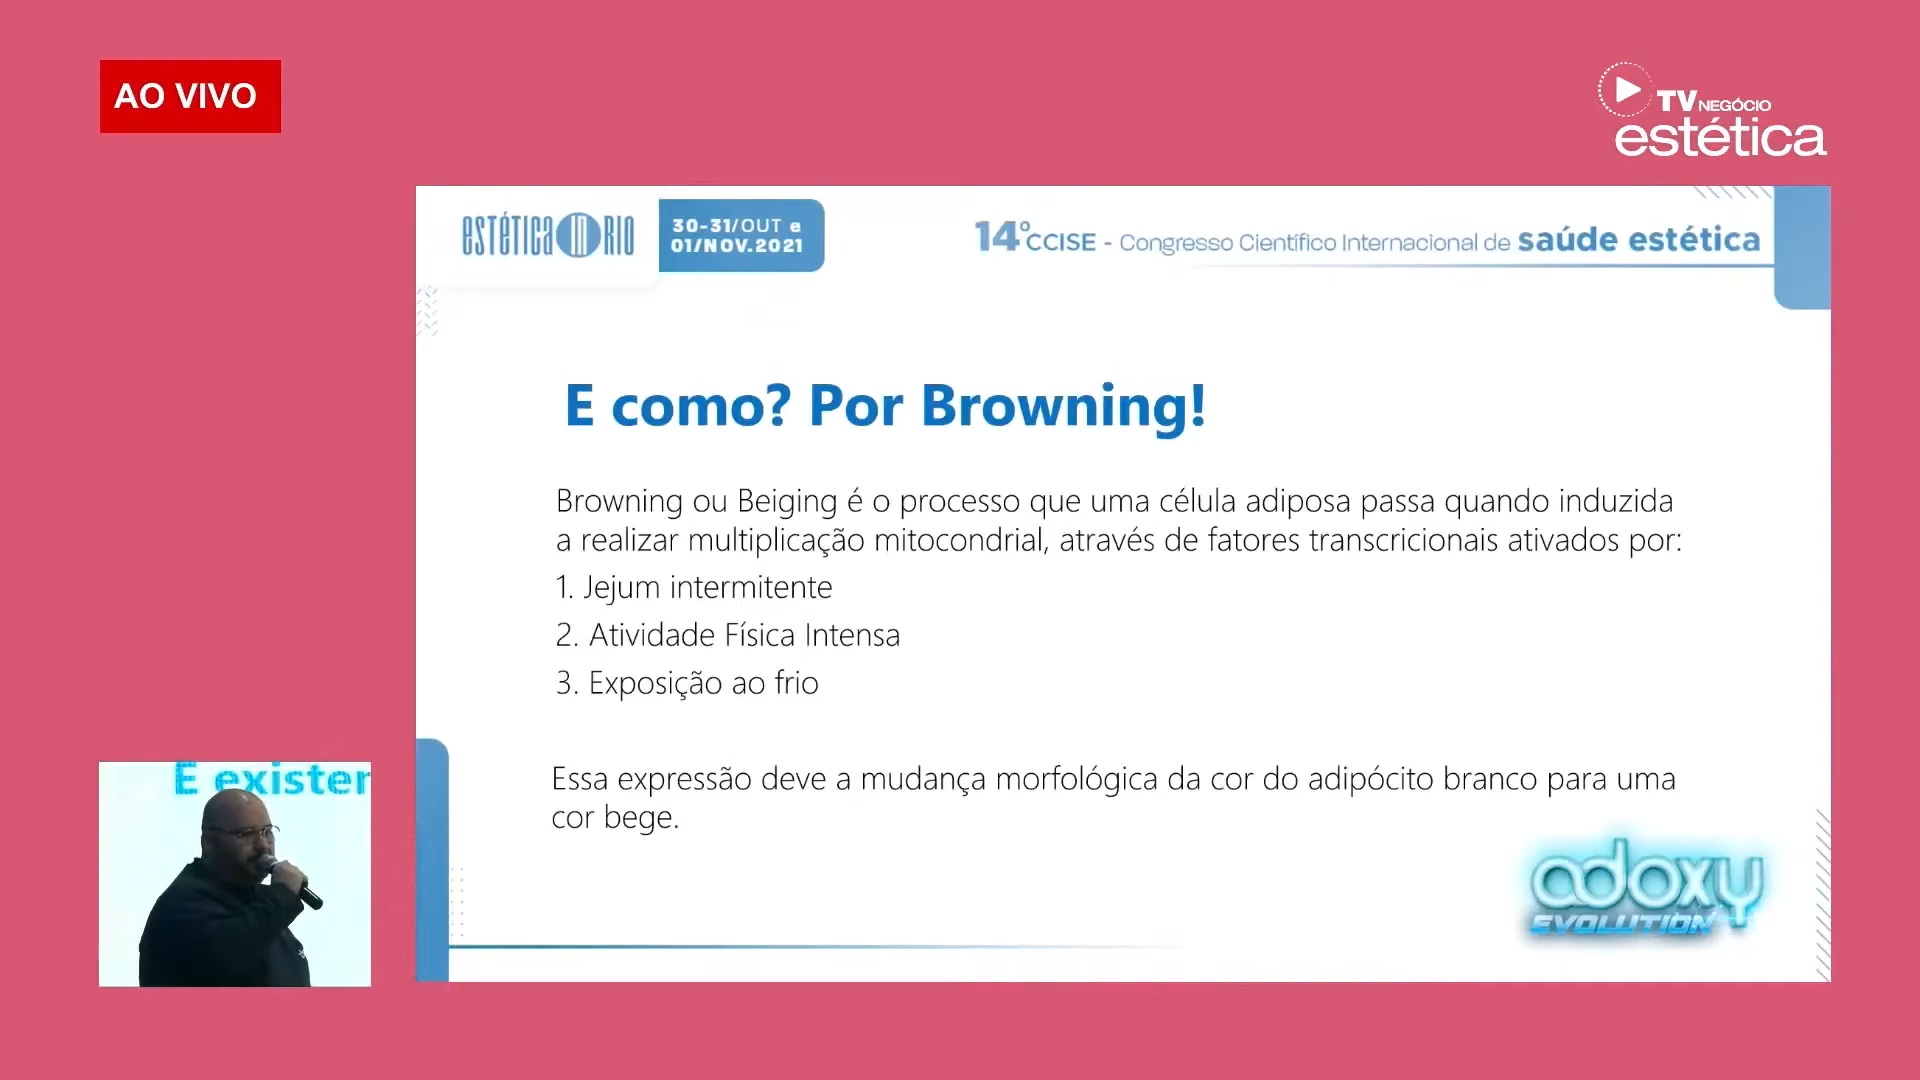 AO VIVO
TV NEGÓCIO
estética
ESTÉTICA IN RIO
30-31/OUT e
01/NOV.2021
14º CCISE - Congresso Científico Internacional de saúde estética
E como? Por Browning!
Browning ou Beiging é o processo que uma célula adiposa passa quando induzida
a realizar multiplicação mitocondrial, através de fatores transcricionais ativados por:
1. Jejum intermitente
2. Atividade Física Intensa
3. Exposição ao frio
Essa expressão deve a mudança morfológica da cor do adipócito branco para uma
cor bege.
E exister
adoxy
EVOLUTION